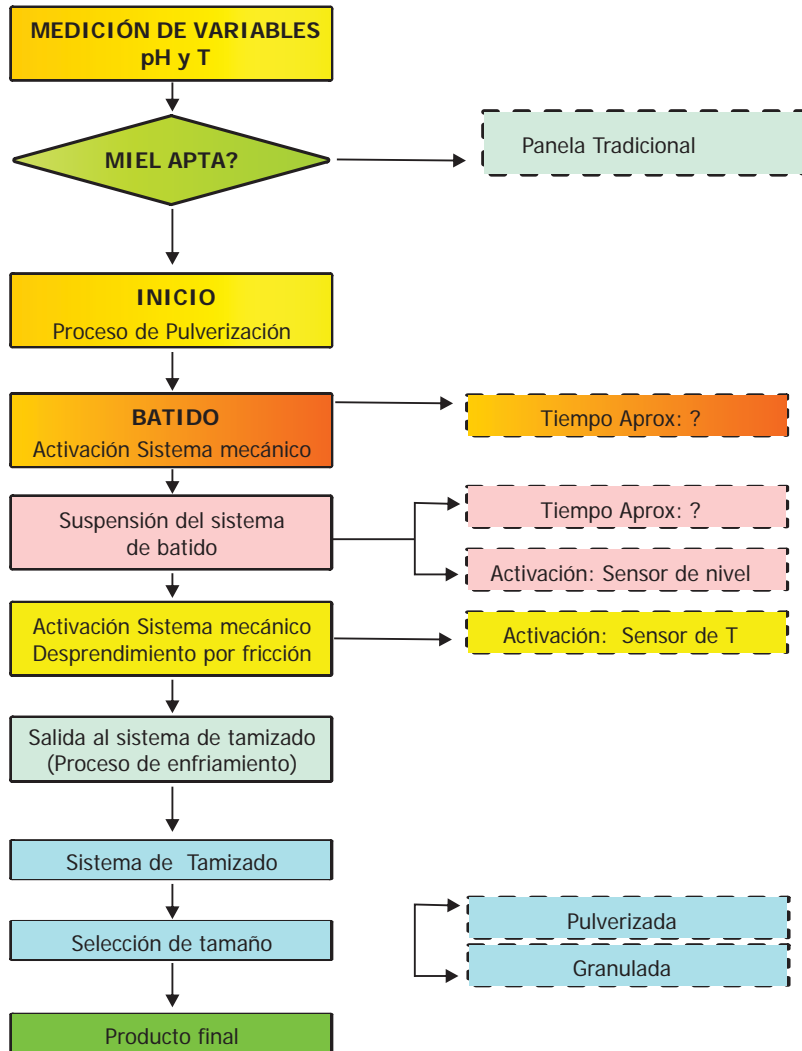 MEDICIÓN DE VARIABLES
pH y T
MIEL APTA?
Panela Tradicional
INICIO
Proceso de Pulverización
BATIDO
Activación Sistema mecánico
Tiempo Aprox: ?
Suspensión del sistema
de batido
Tiempo Aprox: ?
Activación: Sensor de nivel
Activación Sistema mecánico
Desprendimiento por fricción
Activación: Sensor de T
Salida al sistema de tamizado
(Proceso de enfriamiento)
Sistema de Tamizado
Selección de tamaño
Pulverizada
Granulada
Producto final